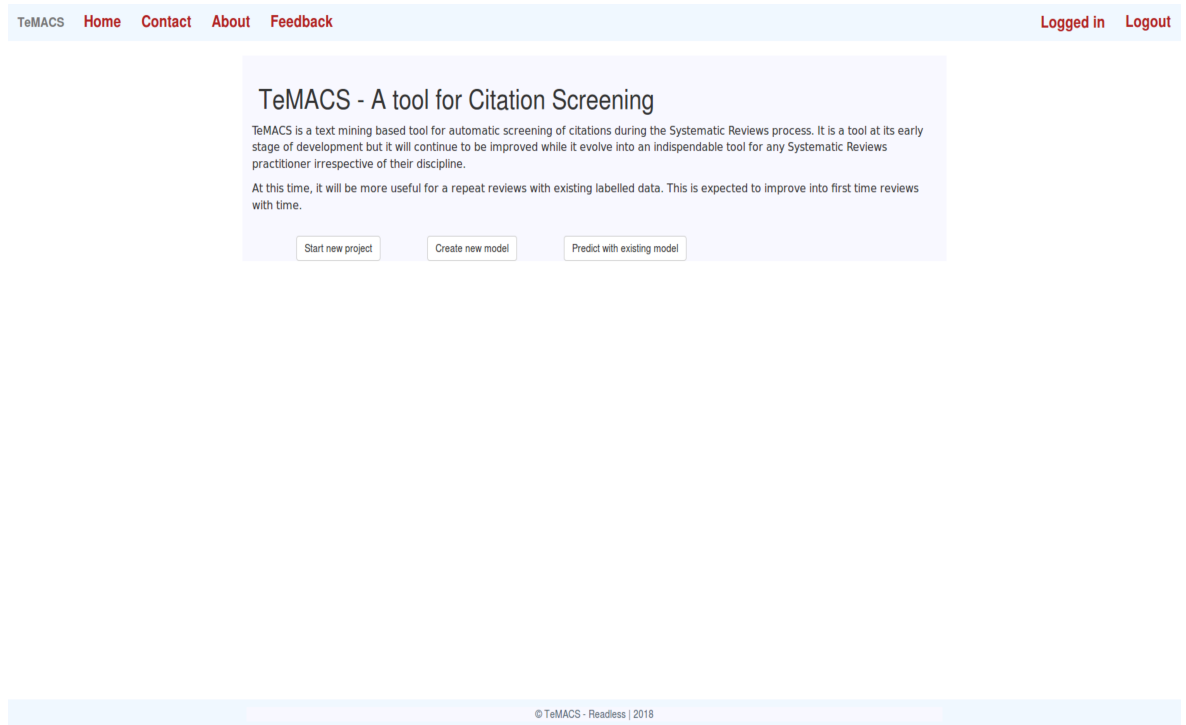 TeMACS Home Contact About Feedback Logged in Logout
TeMACS - A tool for Citation Screening
TeMACS is a text mining based tool for automatic screening of citations during the Systematic Reviews process. It is a tool at its early
stage of development but it will continue to be improved while it evolve into an indispendable tool for any Systematic Reviews
practitioner irrespective of their discipline.
At this time, it will be more useful for a repeat reviews with existing labelled data. This is expected to improve into first time reviews
with time.
Start new project Create new model Predict with existing model
© TeMACS - Readless | 2018